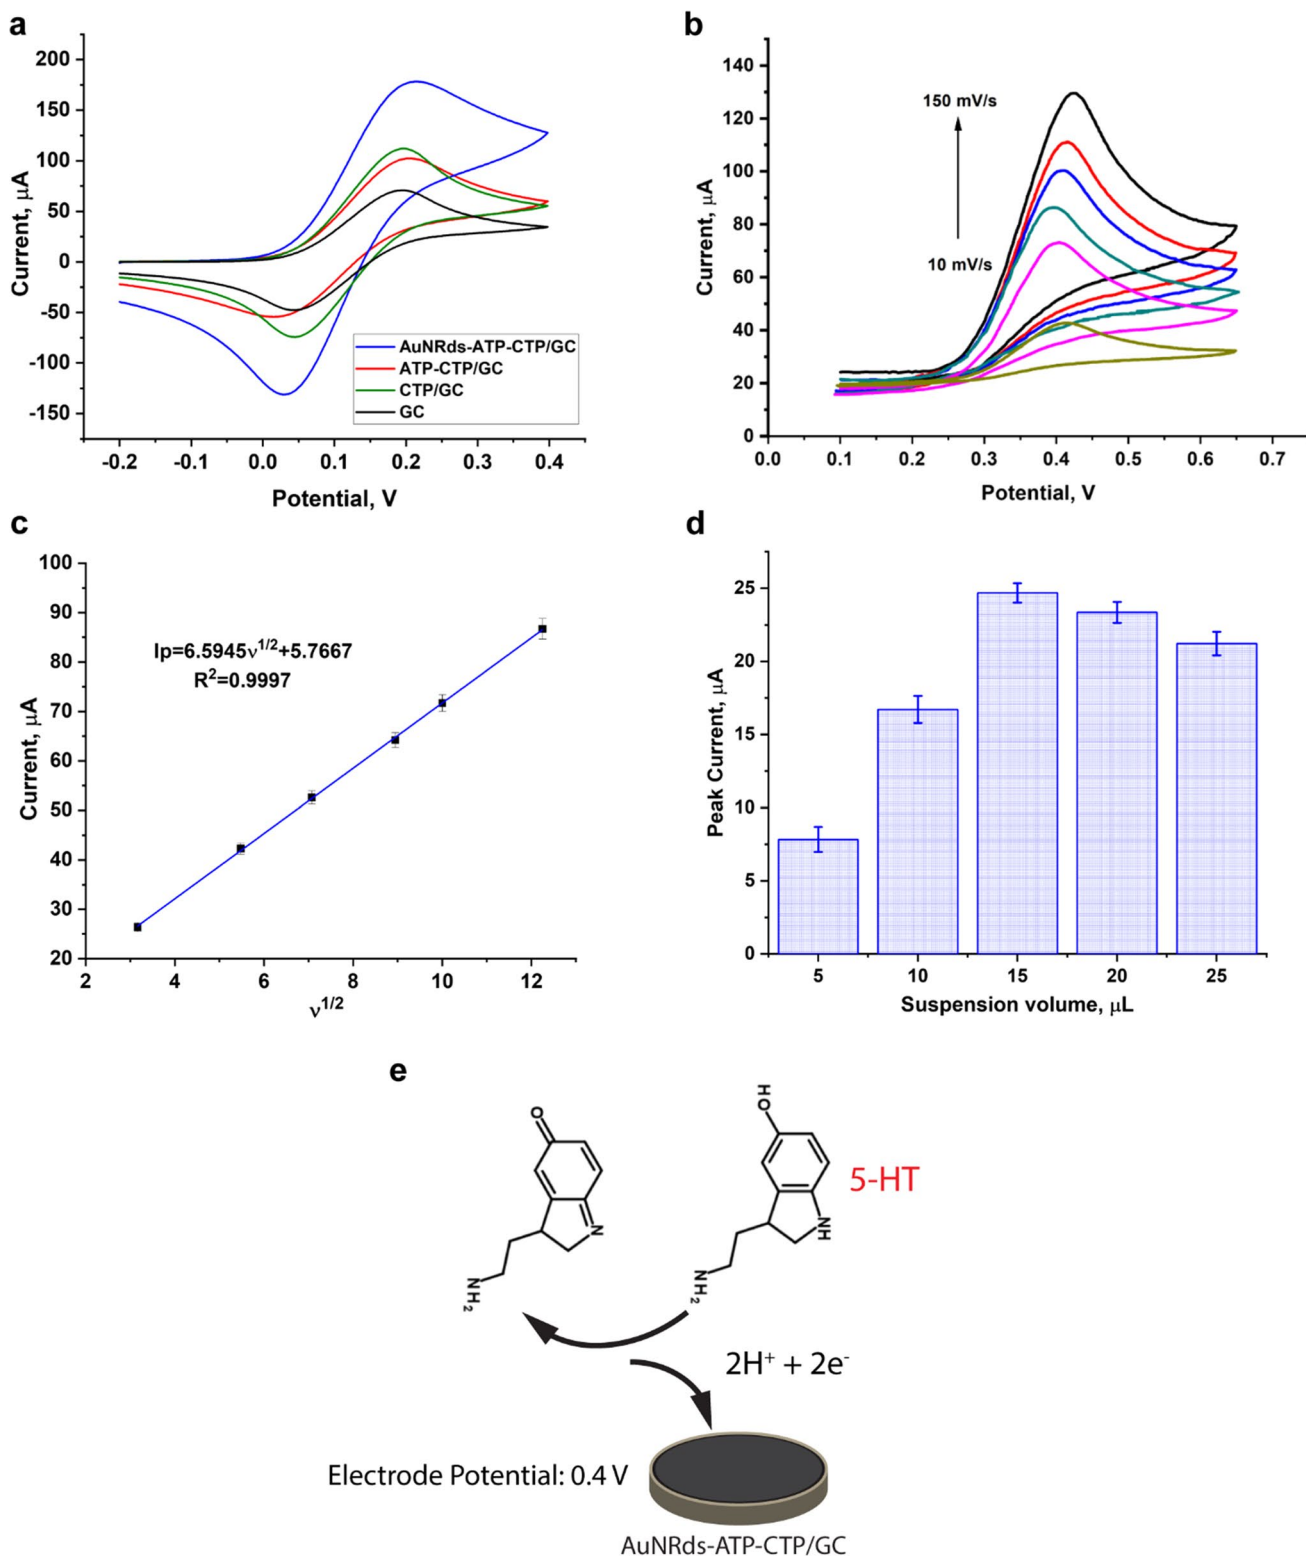 a
200
150
100
50
0
-50
-100
-150
Current, μA
-0.2 -0.1 0.0 0.1 0.2 0.3 0.4
Potential, V
AuNRds-ATP-CTP/GC
ATP-CTP/GC
CTP/GC
GC
b
140
120
100
80
60
40
20
0
Current, μA
0.0 0.1 0.2 0.3 0.4 0.5 0.6 0.7
Potential, V
150 mV/s
10 mV/s
c
100
90
80
70
60
50
40
30
20
Current, μA
2 4 6 8 10 12
ν1/2
Ip=6.5945ν1/2+5.7667
R2=0.9997
d
25
20
15
10
5
0
Peak Current, μA
5 10 15 20 25
Suspension volume, μL
e
O
N
NH2
HO
NH
NH2
5-HT
2H+ + 2e-
Electrode Potential: 0.4 V
AuNRds-ATP-CTP/GC